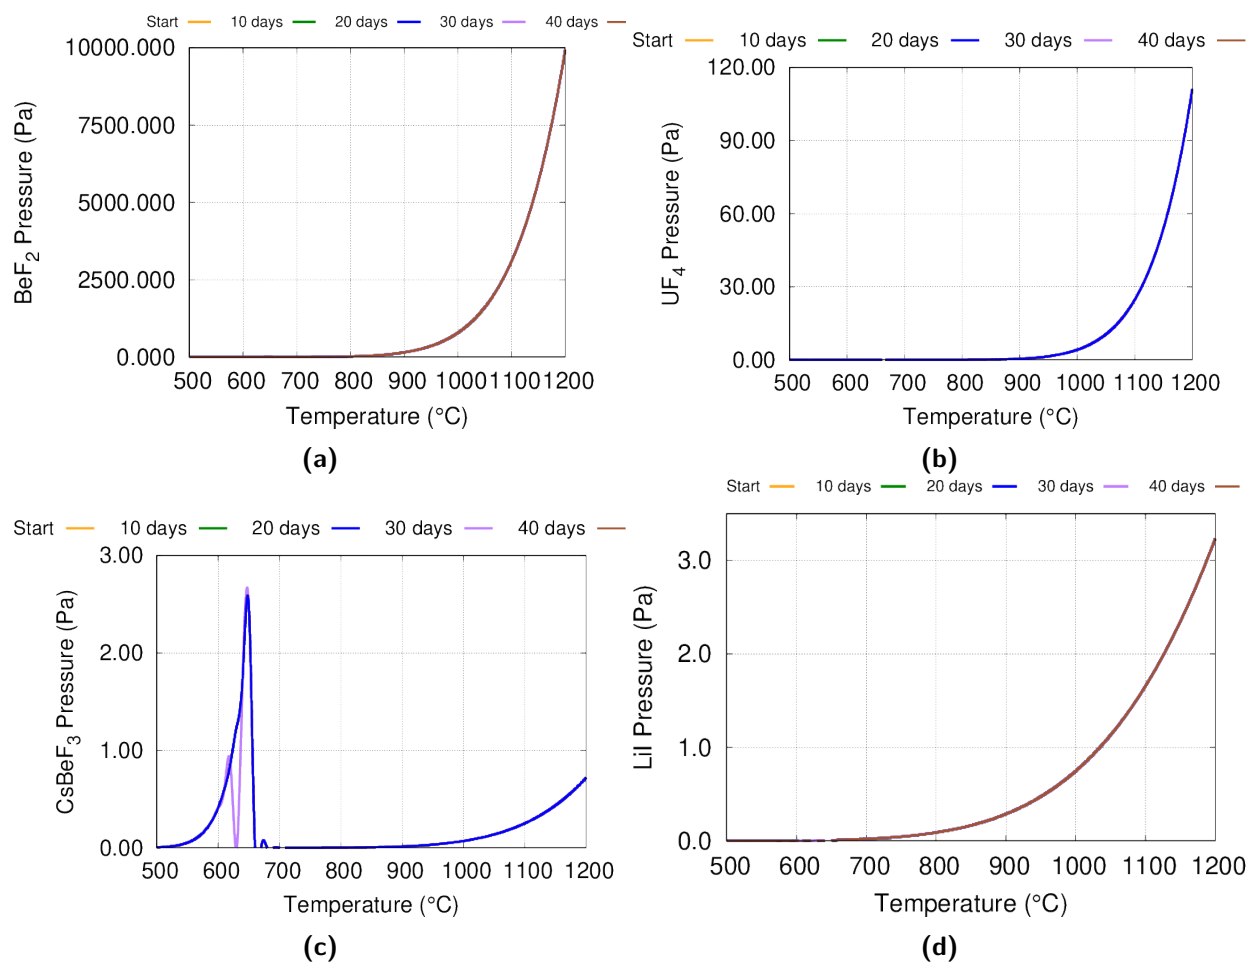 Start 10 days 20 days 30 days 40 days
10000.000
7500.000
5000.000
2500.000
0.000
BeF2 Pressure (Pa)
500 600 700 800 900 1000 1100 1200
Temperature (°C)
(a)
Start 10 days 20 days 30 days 40 days
120.00
90.00
60.00
30.00
0.00
UF4 Pressure (Pa)
500 600 700 800 900 1000 1100 1200
Temperature (°C)
(b)
Start 10 days 20 days 30 days 40 days
3.00
2.00
1.00
0.00
CsBeF3 Pressure (Pa)
500 600 700 800 900 1000 1100 1200
Temperature (°C)
(c)
Start 10 days 20 days 30 days 40 days
3.0
2.0
1.0
0.0
LiI Pressure (Pa)
500 600 700 800 900 1000 1100 1200
Temperature (°C)
(d)